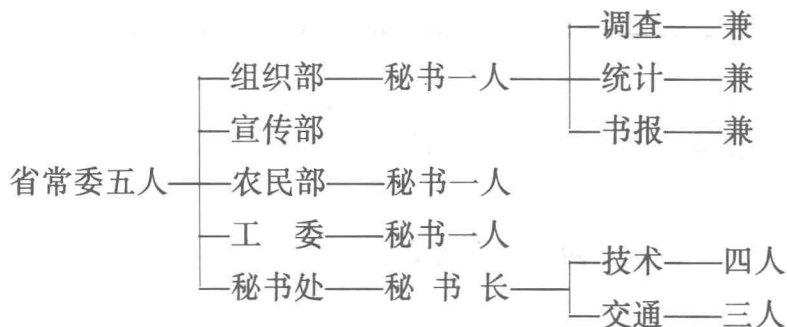 调查——兼
组织部——秘书一人——统计——兼
宣传部
书报——兼
省常委五人——农民部——秘书一人
工 委——秘书一人
技术——四人
秘书处——秘 书 长
交通——三人